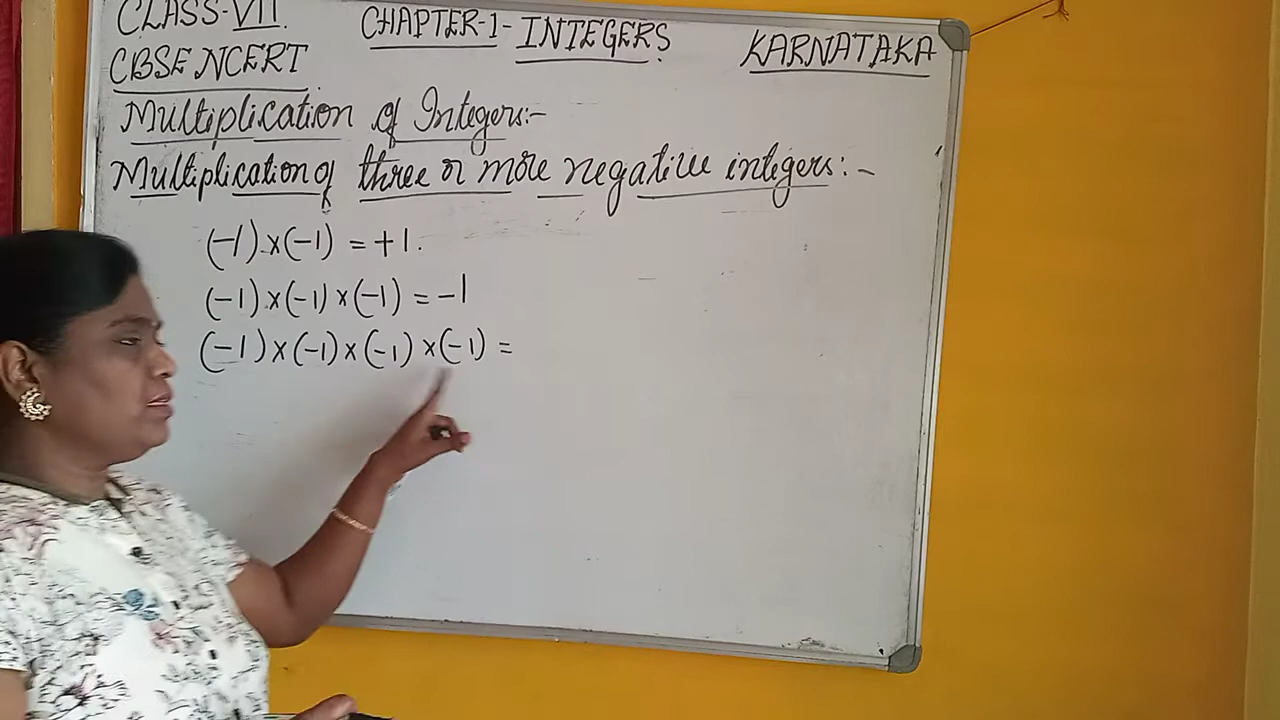 CLASS-VII.
CHAPTER-1- INTEGERS.
KARNATAKA
CBSE NCERT
Multiplication of Integers:-
Multiplication of three or more negative integers:-
(-1)×(-1) = +1.
(-1)×(-1)×(-1) = -1
(-1)×(-1)×(-1)×(-1) =